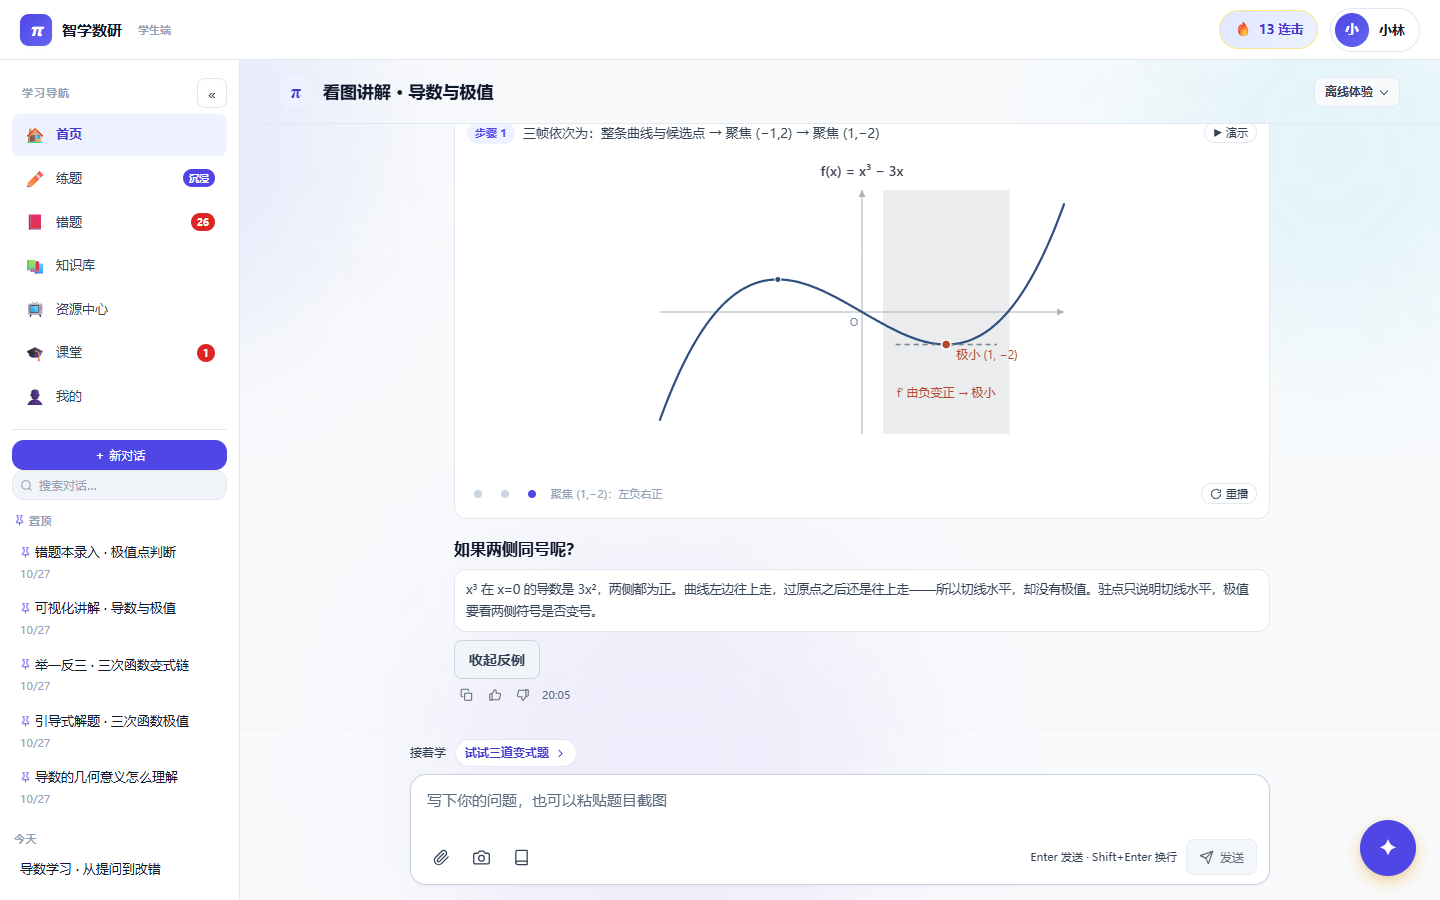 π 智学数研 学生端
13 连击
小 小林
学习导航 «
首页
练题 沉浸
错题 26
知识库
资源中心
课堂 1
我的
+ 新对话
搜索对话...
置顶
错题本录入 · 极值点判断
10/27
可视化讲解 · 导数与极值
10/27
举一反三 · 三次函数变式链
10/27
引导式解题 · 三次函数极值
10/27
导数的几何意义怎么理解
10/27
今天
导数学习 · 从提问到改错
π 看图讲解 · 导数与极值
离线体验
步骤 1 三帧依次为：整条曲线与候选点 → 聚焦 (−1,2) → 聚焦 (1,−2)
演示
f(x) = x³ − 3x
O
极小 (1, −2)
f′ 由负变正 → 极小
聚焦 (1,−2)：左负右正
重播
如果两侧同号呢？
x³ 在 x=0 的导数是 3x²，两侧都为正。曲线左边往上走，过原点之后还是往上走——所以切线水平，却没有极值。驻点只说明切线水平，极值
要看两侧符号是否变号。
收起反例
20:05
接着学 试试三道变式题
写下你的问题，也可以粘贴题目截图
Enter 发送 · Shift+Enter 换行
发送